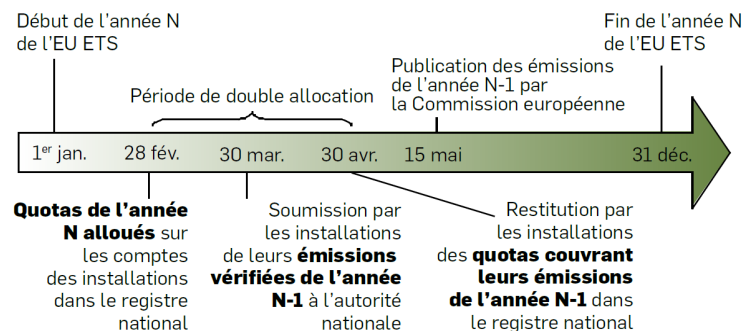 Début de l'année N
de l'EU ETS
Fin de l'année N
de l'EU ETS
Publication des émissions
de l'année N-1 par
la Commission européenne
Période de double allocation
1er jan.
28 fév.
30 mar.
30 avr.
15 mai
31 déc.
Quotas de l'année
N alloués sur
les comptes
des installations
dans le registre
national
Soumission par
les installations
de leurs émissions
vérifiées de l'année
N-1 à l'autorité
nationale
Restitution par
les installations
des quotas couvrant
leurs émissions
de l'année N-1 dans
le registre national